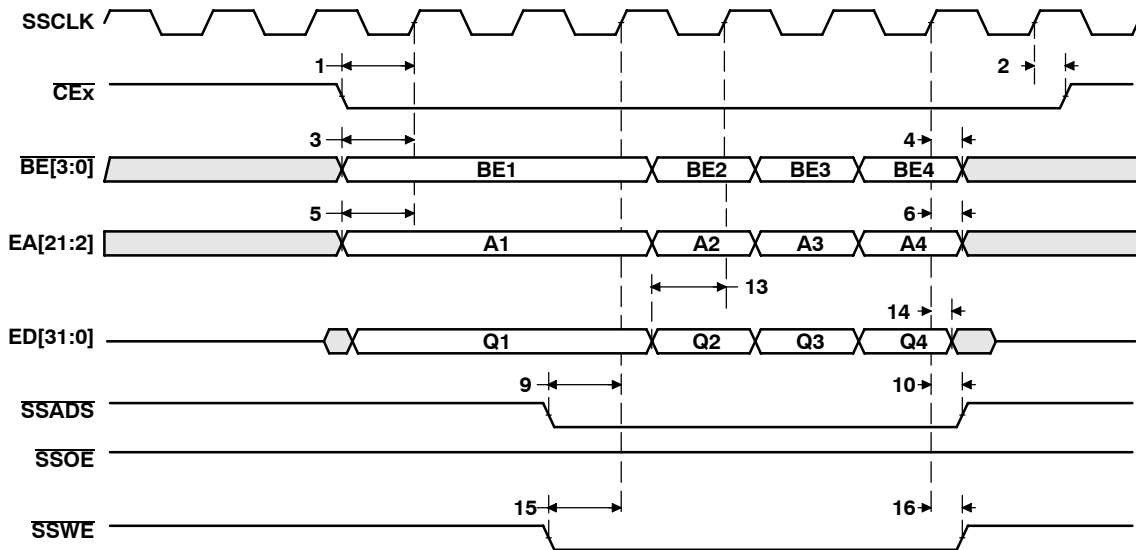 SSCLK
1 2
CEx
3 4
BE[3:0] BE1 BE2 BE3 BE4
5 6
EA[21:2] A1 A2 A3 A4
13
14
ED[31:0] Q1 Q2 Q3 Q4
9 10
SSADS
SSOE
15 16
SSWE